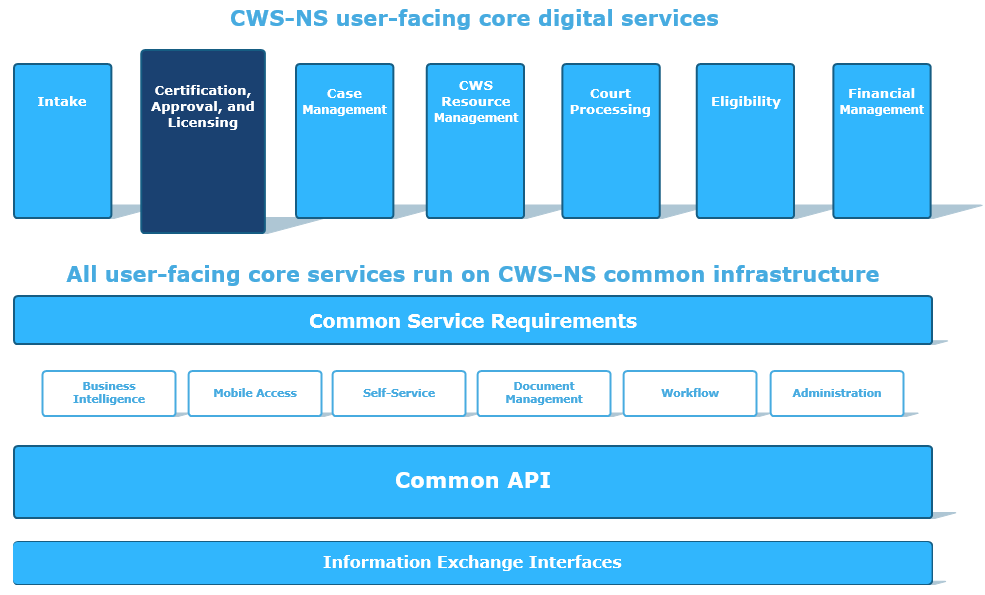 CWS-NS user-facing core digital services
Intake
Certification,
Approval, and
Licensing
Case
Management
CWS
Resource
Management
Court
Processing
Eligibility
Financial
Management
All user-facing core services run on CWS-NS common infrastructure
Common Service Requirements
Business
Intelligence
Mobile Access
Self-Service
Document
Management
Workflow
Administration
Common API
Information Exchange Interfaces